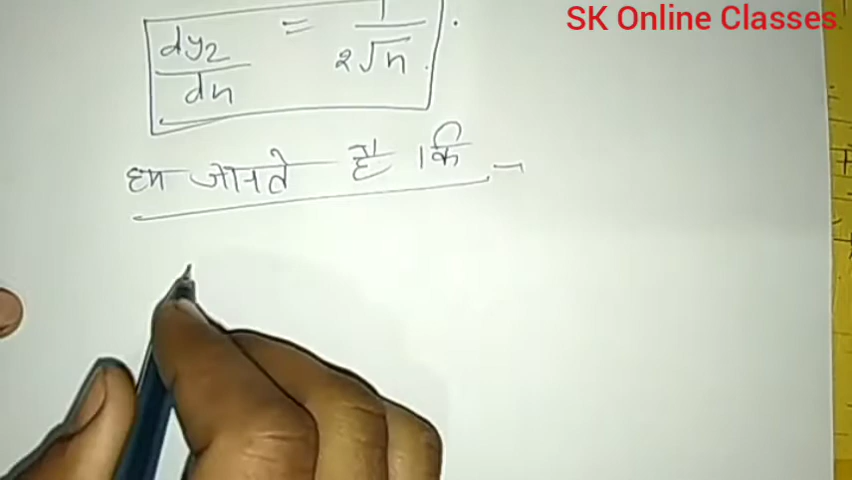 SK Online Classes
dy2/dn = 1/2√n.
हम जानते है कि -